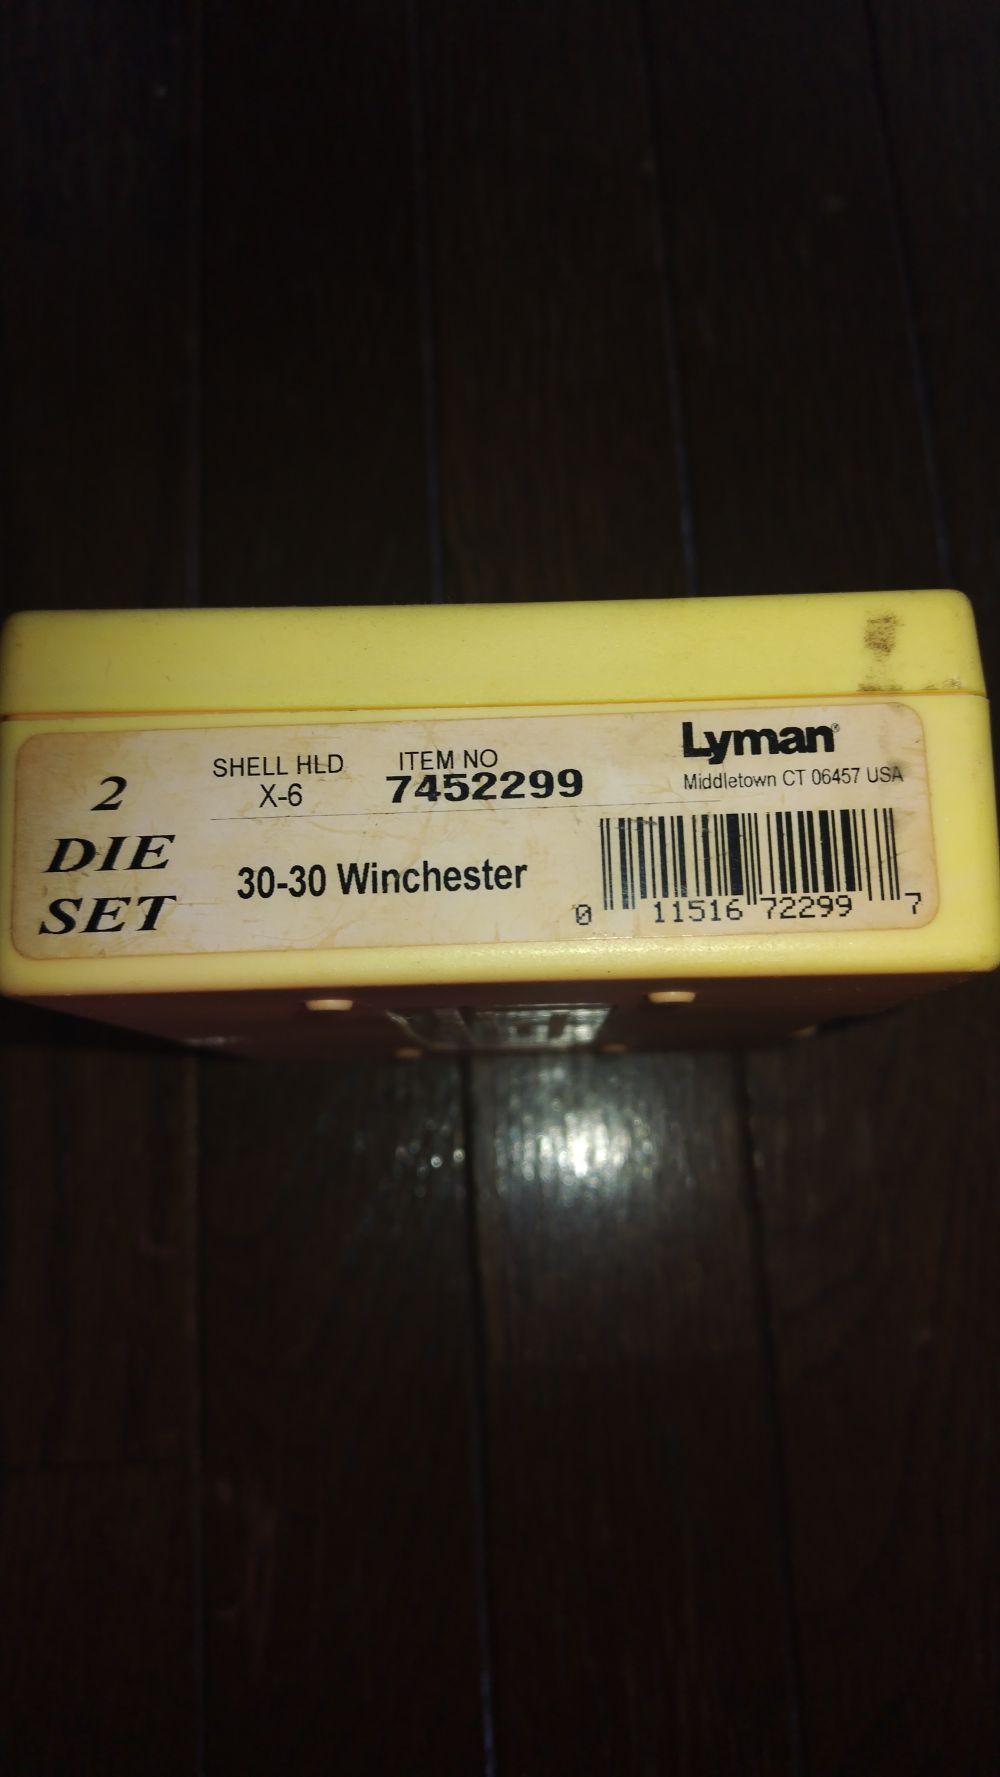 2
DIE
SET
SHELL HLD
X-6
ITEM NO
7452299
30-30 Winchester
Lyman®
Middletown CT 06457 USA
0 11516 72299 7